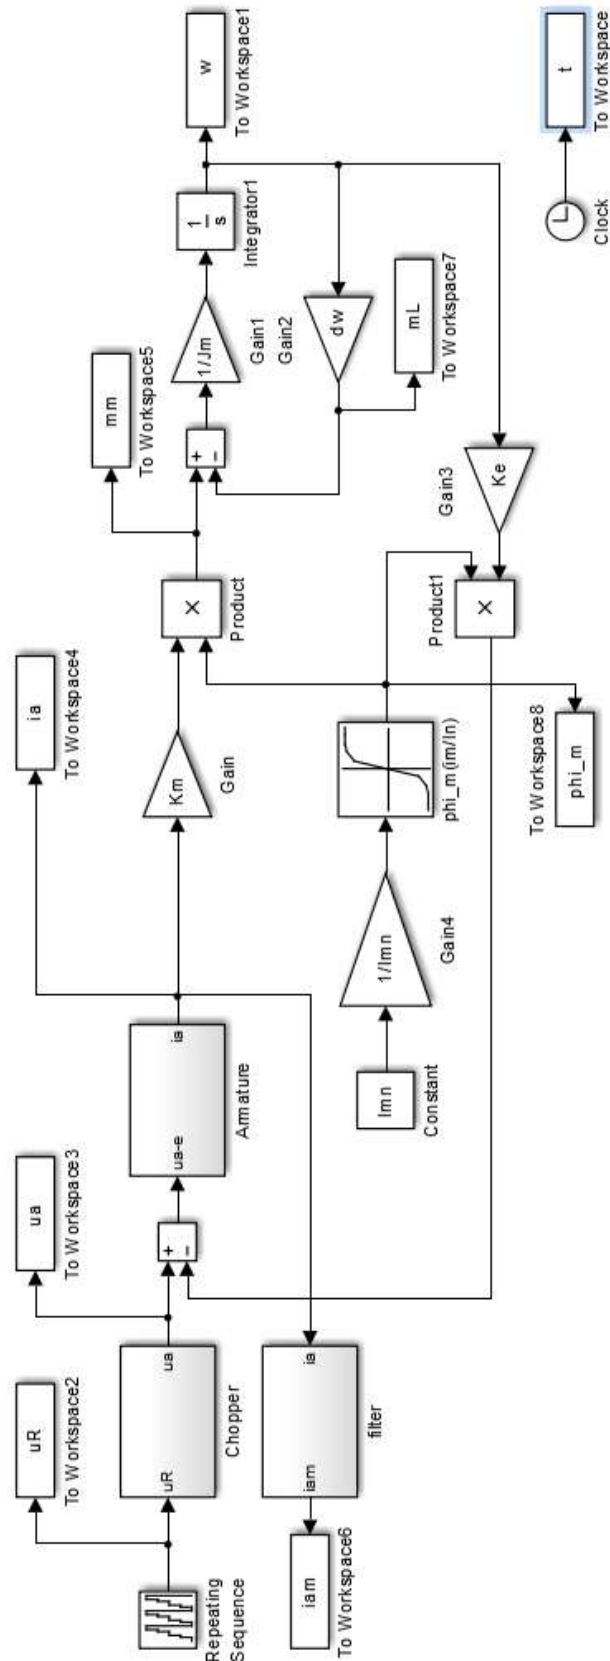 uR
To Workspace2
ua
To Workspace3
ia
To Workspace4
mm
To Workspace5
w
To Workspace1
Repeating
Sequence
uR
ua
Chopper
+
−
ua-e
ia
Armature
Km
Gain
×
Product
+
−
1/Jm
Gain1
1
s
Integrator1
Gain2
dw
mL
To Workspace7
iam
ia
filter
iam
To Workspace6
Imn
Constant
1/Imn
Gain4
phi_m(im/In)
phi_m
To Workspace8
×
Product1
Ke
Gain3
Clock
t
To Workspace